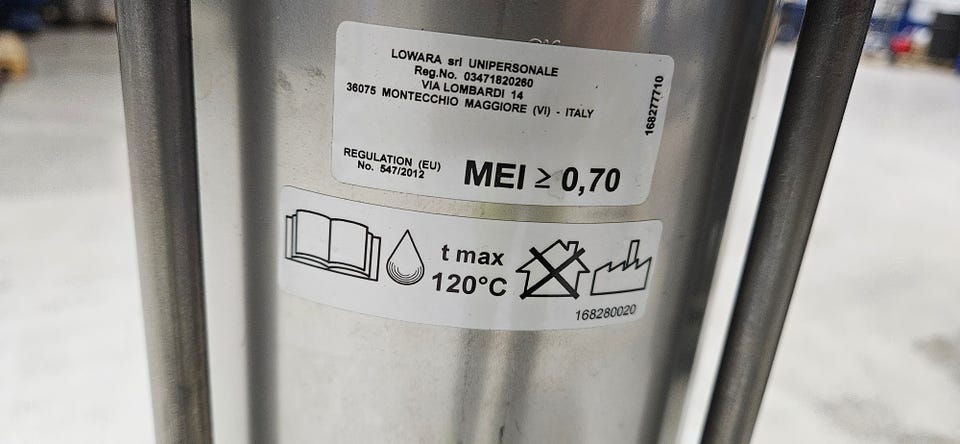 LOWARA srl UNIPERSONALE
Reg.No. 03471820260
VIA LOMBARDI 14
36075 MONTECCHIO MAGGIORE (VI) - ITALY
168277710
REGULATION (EU)
No. 547/2012
MEI ≥ 0,70
t max
120°C
168280020